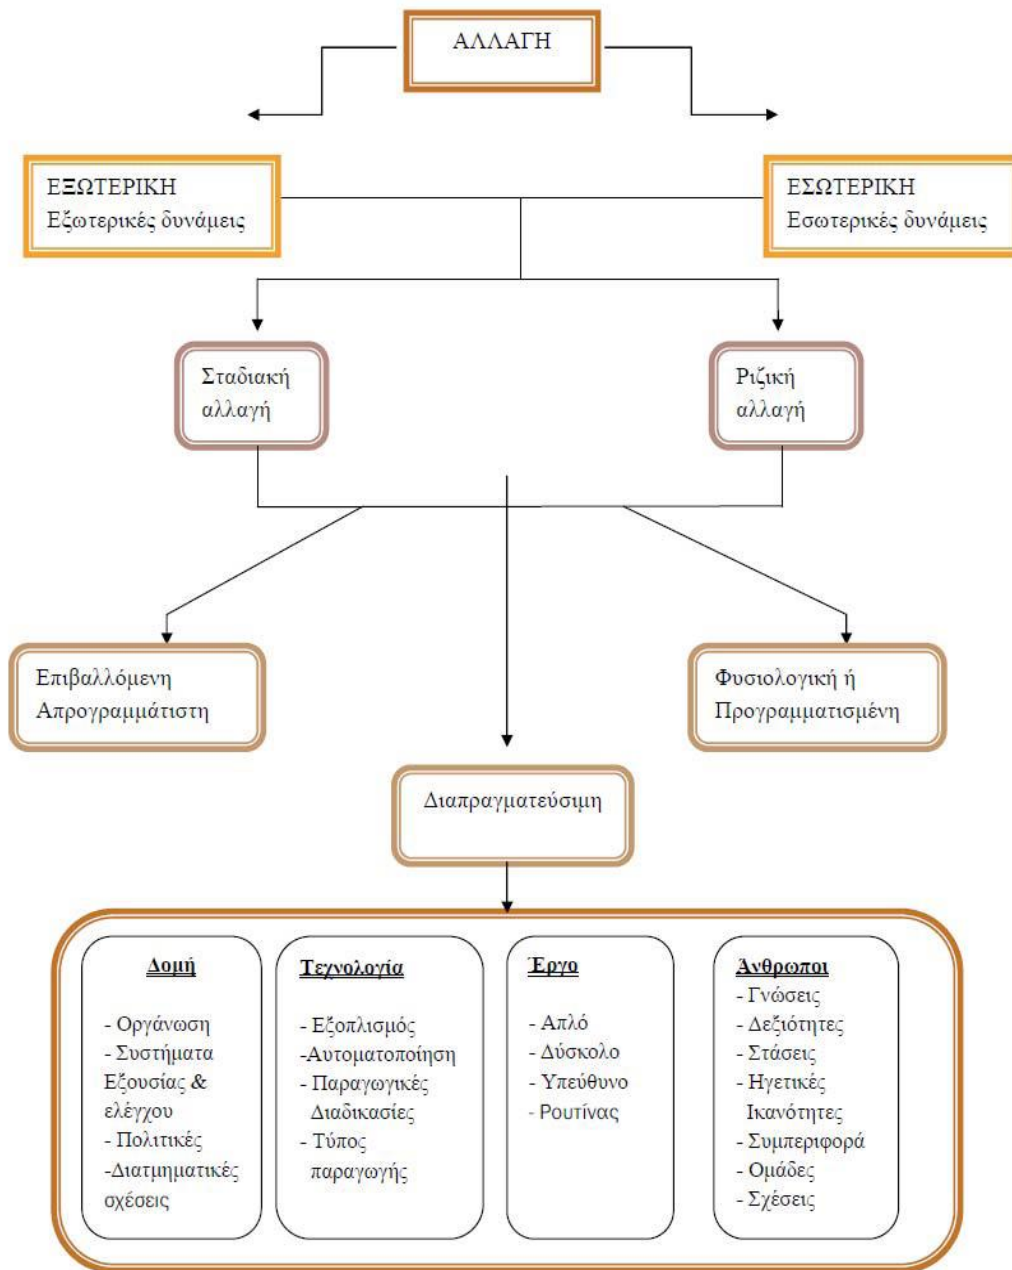 ΑΛΛΑΓΗ
ΕΞΩΤΕΡΙΚΗ
Εξωτερικές δυνάμεις
ΕΣΩΤΕΡΙΚΗ
Εσωτερικές δυνάμεις
Σταδιακή
αλλαγή
Ριζική
αλλαγή
Επιβαλλόμενη
Απρογραμμάτιστη
Φυσιολογική ή
Προγραμματισμένη
Διαπραγματεύσιμη
Δομή
- Οργάνωση
- Συστήματα
Εξουσίας &
ελέγχου
- Πολιτικές
-Διατμηματικές
σχέσεις
Τεχνολογία
- Εξοπλισμός
-Αυτοματοποίηση
- Παραγωγικές
Διαδικασίες
- Τύπος
παραγωγής
Έργο
- Απλό
- Δύσκολο
- Υπεύθυνο
- Ρουτίνας
Άνθρωποι
- Γνώσεις
- Δεξιότητες
- Στάσεις
- Ηγετικές
Ικανότητες
- Συμπεριφορά
- Ομάδες
- Σχέσεις